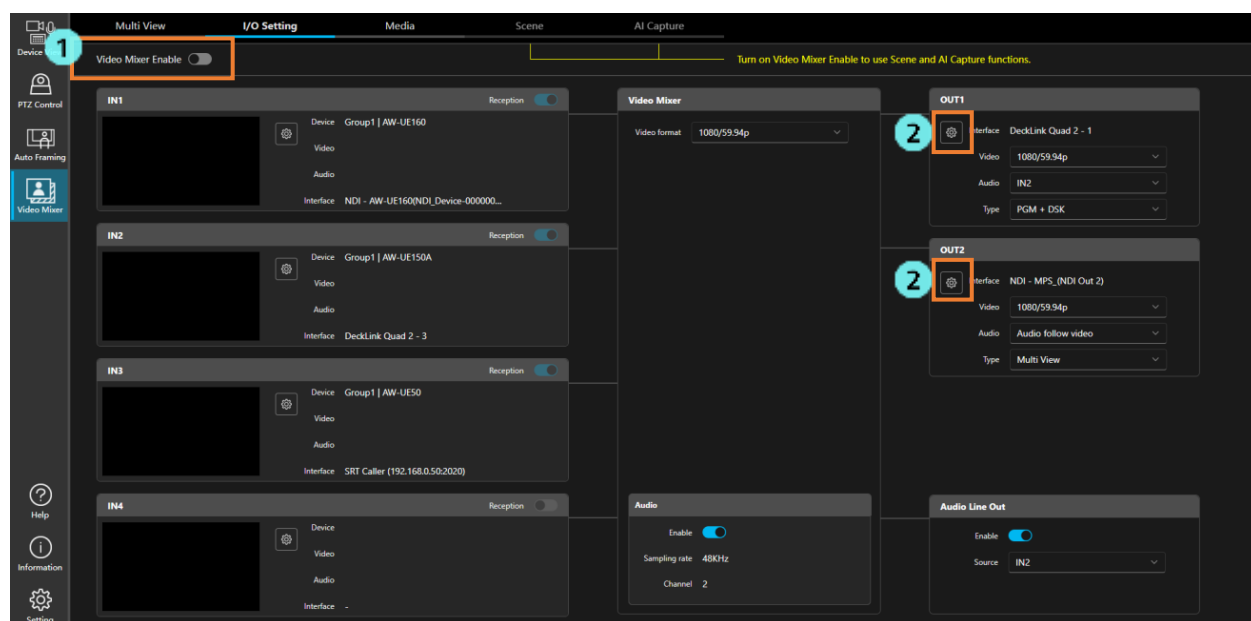 Multi View
I/O Setting
Media
Scene
AI Capture
Device
1
Video Mixer Enable
Turn on Video Mixer Enable to use Scene and AI Capture functions.
PTZ Control
Auto Framing
Video Mixer
Help
Information
Setting
IN1
Reception
Device Group1 | AW-UE160
Video
Audio
Interface NDI - AW-UE160(NDI_Device-000000...
IN2
Reception
Device Group1 | AW-UE150A
Video
Audio
Interface DeckLink Quad 2 - 3
IN3
Reception
Device Group1 | AW-UE50
Video
Audio
Interface SRT Caller (192.168.0.50:2020)
IN4
Reception
Device
Video
Audio
Interface -
Video Mixer
Video format 1080/59.94p
Audio
Enable
Sampling rate 48KHz
Channel 2
OUT1
2
Interface DeckLink Quad 2 - 1
Video 1080/59.94p
Audio IN2
Type PGM + DSK
OUT2
2
Interface NDI - MPS_(NDI Out 2)
Video 1080/59.94p
Audio Audio follow video
Type Multi View
Audio Line Out
Enable
Source IN2